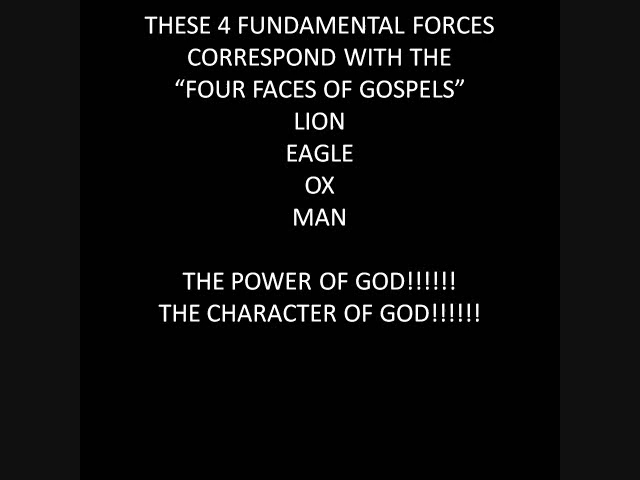 THESE 4 FUNDAMENTAL FORCES
CORRESPOND WITH THE
“FOUR FACES OF GOSPELS”
LION
EAGLE
OX
MAN
THE POWER OF GOD!!!!!!
THE CHARACTER OF GOD!!!!!!